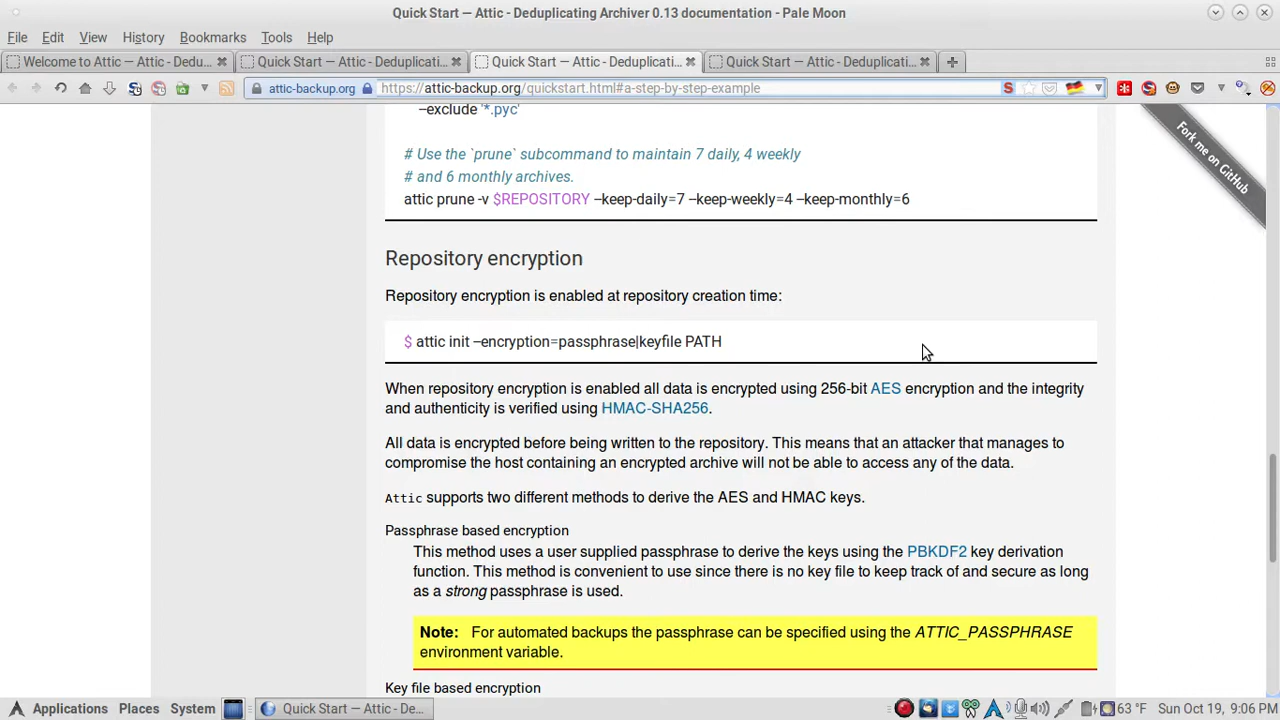 Quick Start — Attic - Deduplicating Archiver 0.13 documentation - Pale Moon
File Edit View History Bookmarks Tools Help
Welcome to Attic — Attic - Dedu...
Quick Start — Attic - Deduplicati...
Quick Start — Attic - Deduplicati...
Quick Start — Attic - Deduplicati...
attic-backup.org https://attic-backup.org/quickstart.html#a-step-by-step-example
Fork me on GitHub
–exclude '*.pyc'
# Use the `prune` subcommand to maintain 7 daily, 4 weekly
# and 6 monthly archives.
attic prune -v $REPOSITORY –keep-daily=7 –keep-weekly=4 –keep-monthly=6
Repository encryption
Repository encryption is enabled at repository creation time:
$ attic init –encryption=passphrase|keyfile PATH
When repository encryption is enabled all data is encrypted using 256-bit AES encryption and the integrity
and authenticity is verified using HMAC-SHA256.
All data is encrypted before being written to the repository. This means that an attacker that manages to
compromise the host containing an encrypted archive will not be able to access any of the data.
Attic supports two different methods to derive the AES and HMAC keys.
Passphrase based encryption
This method uses a user supplied passphrase to derive the keys using the PBKDF2 key derivation
function. This method is convenient to use since there is no key file to keep track of and secure as long
as a strong passphrase is used.
Note: For automated backups the passphrase can be specified using the ATTIC_PASSPHRASE
environment variable.
Key file based encryption
Applications Places System Quick Start — Attic - De... 63 °F Sun Oct 19, 9:06 PM